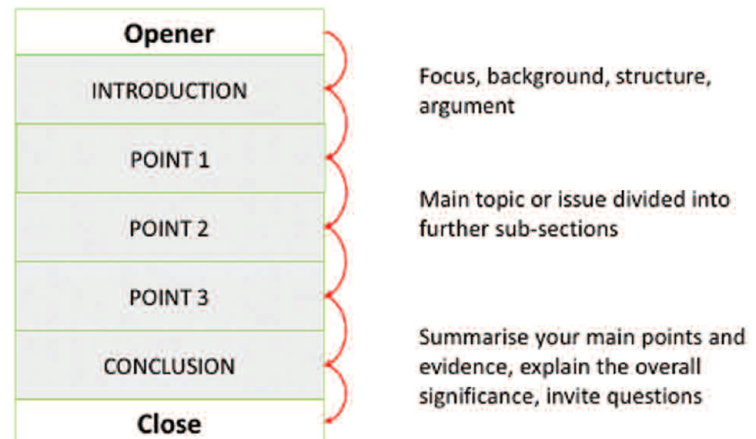 Opener
INTRODUCTION
Focus, background, structure,
argument
POINT 1
POINT 2
Main topic or issue divided into
further sub-sections
POINT 3
CONCLUSION
Summarise your main points and
evidence, explain the overall
significance, invite questions
Close